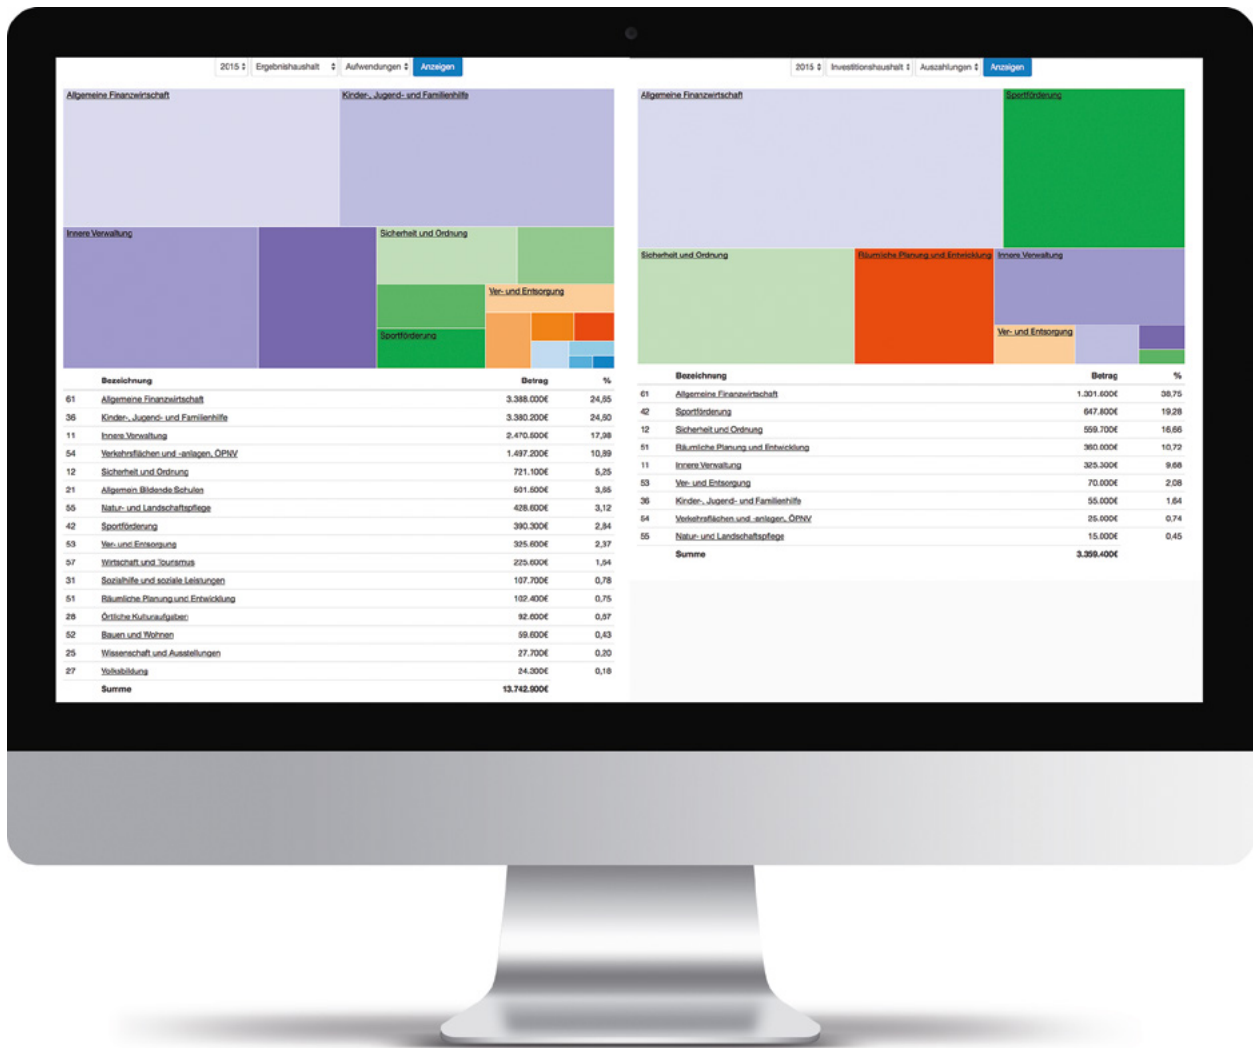 2015 Ergebnishaushalt Aufwendungen Anzeigen
Allgemeine Finanzwirtschaft
Kinder-, Jugend- und Familienhilfe
Innere Verwaltung
Sicherheit und Ordnung
Ver- und Entsorgung
Sportförderung
Bezeichnung Betrag %
61 Allgemeine Finanzwirtschaft 3.388.000€ 24,65
36 Kinder-, Jugend- und Familienhilfe 3.380.200€ 24,60
11 Innere Verwaltung 2.470.500€ 17,98
54 Verkehrsflächen und -anlagen, ÖPNV 1.497.200€ 10,89
12 Sicherheit und Ordnung 721.100€ 5,25
21 Allgemein Bildende Schulen 501.500€ 3,65
55 Natur- und Landschaftspflege 428.600€ 3,12
42 Sportförderung 390.300€ 2,84
53 Ver- und Entsorgung 325.600€ 2,37
57 Wirtschaft und Tourismus 225.600€ 1,64
31 Sozialhilfe und soziale Leistungen 107.700€ 0,78
51 Räumliche Planung und Entwicklung 102.400€ 0,75
28 Örtliche Kulturaufgaben 92.600€ 0,67
52 Bauen und Wohnen 59.600€ 0,43
25 Wissenschaft und Ausstellungen 27.700€ 0,20
27 Volksbildung 24.300€ 0,18
Summe 13.742.900€
2015 Investitionshaushalt Auszahlungen Anzeigen
Allgemeine Finanzwirtschaft
Sportförderung
Sicherheit und Ordnung
Räumliche Planung und Entwicklung
Innere Verwaltung
Ver- und Entsorgung
Bezeichnung Betrag %
61 Allgemeine Finanzwirtschaft 1.301.600€ 38,75
42 Sportförderung 647.800€ 19,28
12 Sicherheit und Ordnung 559.700€ 16,66
51 Räumliche Planung und Entwicklung 360.000€ 10,72
11 Innere Verwaltung 325.300€ 9,68
53 Ver- und Entsorgung 70.000€ 2,08
36 Kinder-, Jugend- und Familienhilfe 55.000€ 1,64
54 Verkehrsflächen und -anlagen, ÖPNV 25.000€ 0,74
55 Natur- und Landschaftspflege 15.000€ 0,45
Summe 3.359.400€